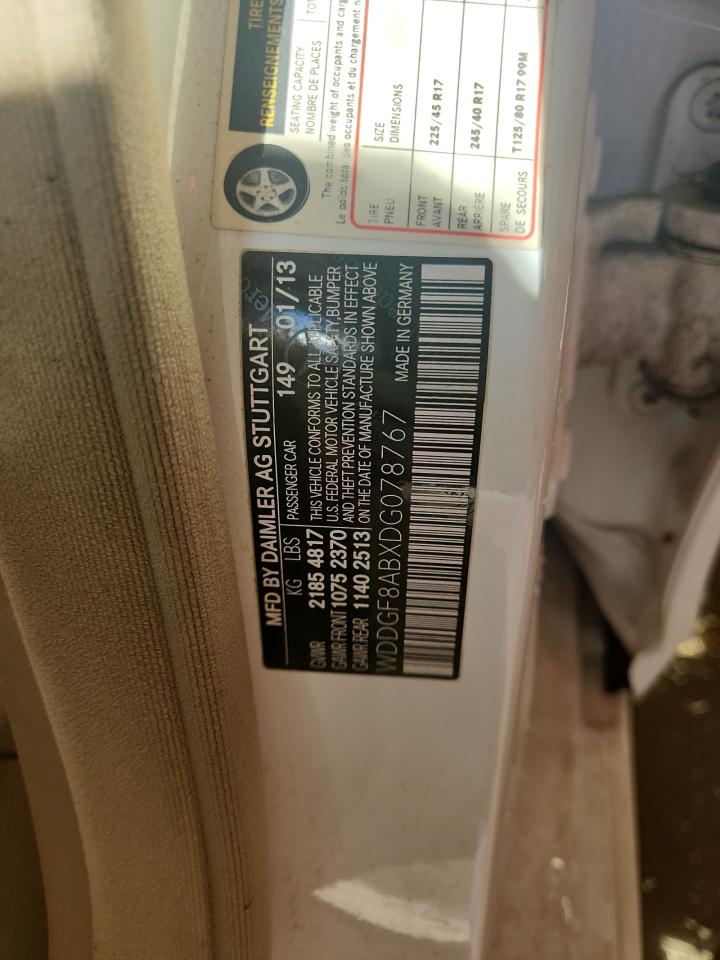 TIRE
RENSEIGNEMENTS
SEATING CAPACITY
NOMBRE DE PLACES
The combined weight of occupants and
Le poids total des occupants et du chargement
TIRE
PNEU
SIZE
DIMENSIONS
FRONT
AVANT
225/45 R17
REAR
ARRIERE
245/40 R17
SPARE
DE SECOURS
T125/80 R17 99M
MFD BY DAIMLER AG STUTTGART
KG LBS PASSENGER CAR 149 01/13
GVWR 2185 4817 THIS VEHICLE CONFORMS TO ALL APPLICABLE
GAWR FRONT 1075 2370 U.S. FEDERAL MOTOR VEHICLE SAFETY, BUMPER
GAWR REAR 1140 2513 AND THEFT PREVENTION STANDARDS IN EFFECT
ON THE DATE OF MANUFACTURE SHOWN ABOVE
WDDGF8ABXDG078767 MADE IN GERMANY